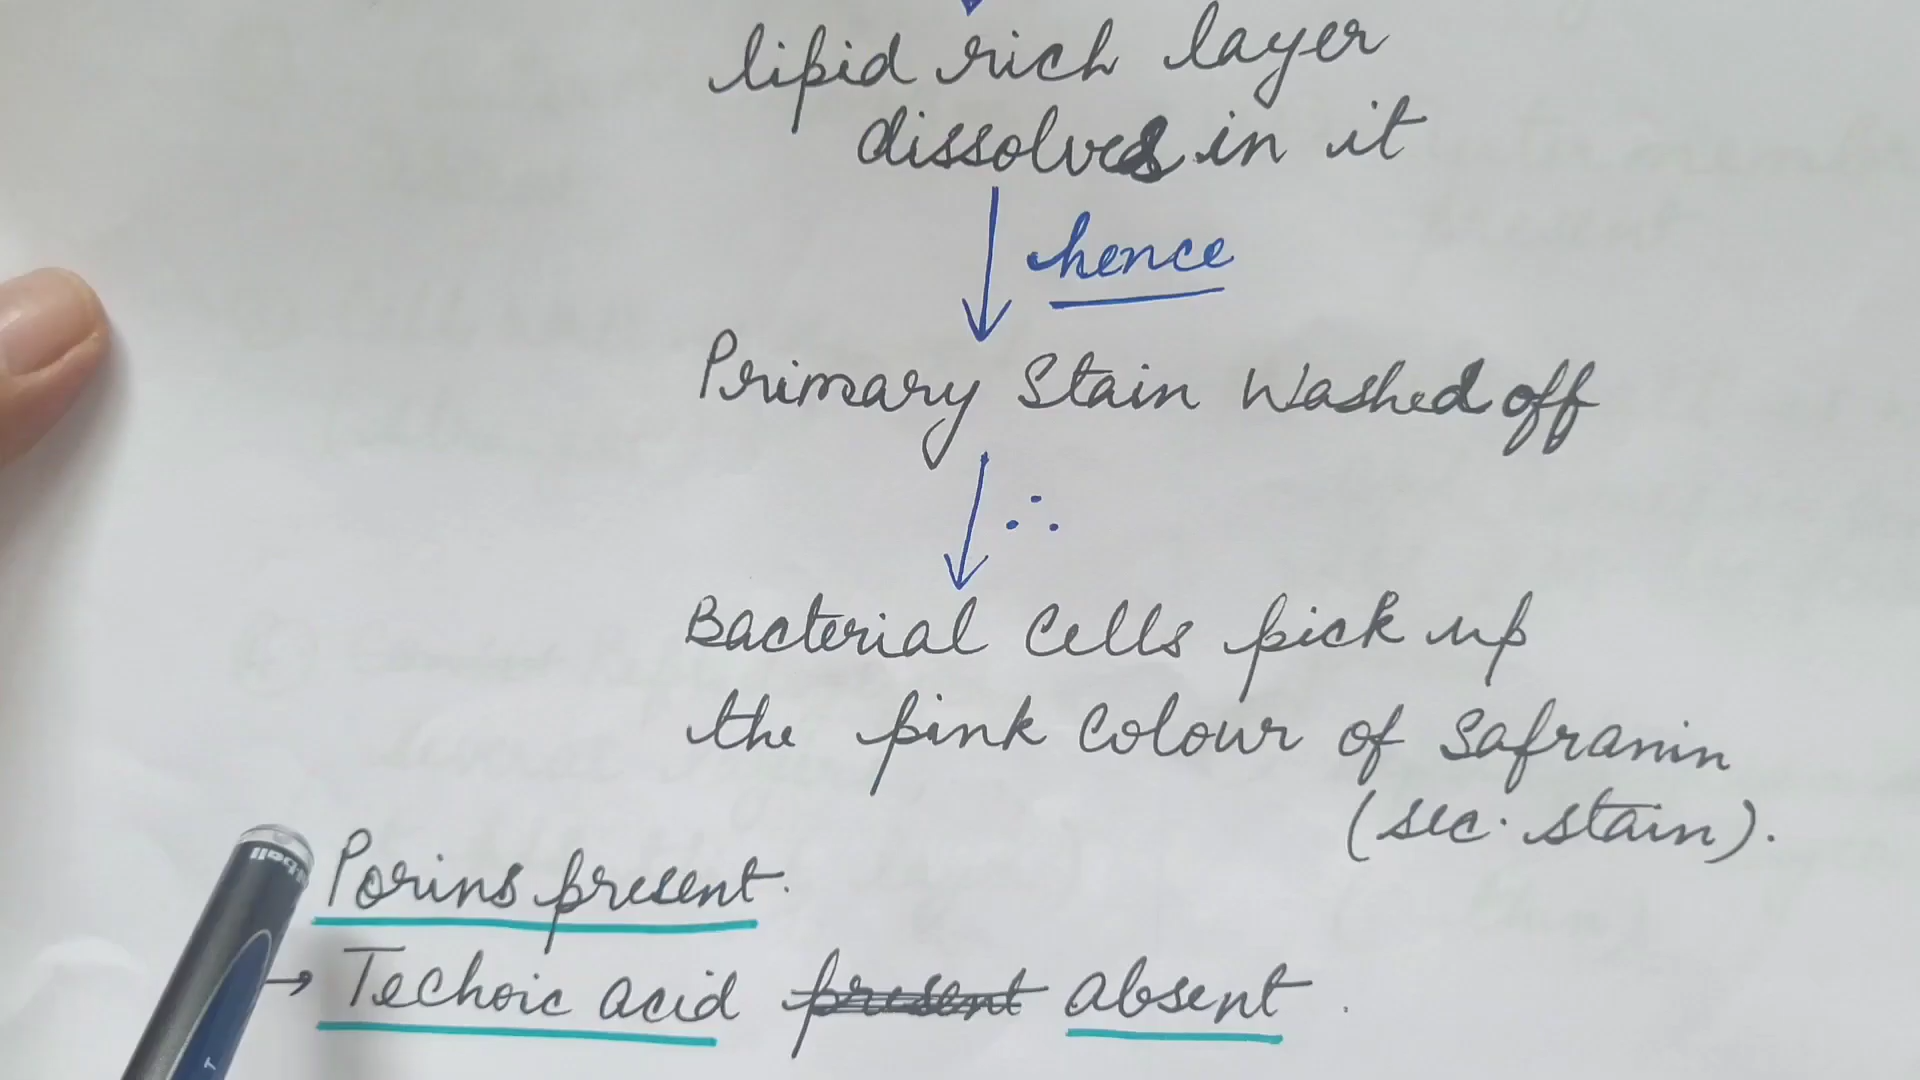 lipid rich layer
dissolves in it
hence
Primary Stain Washed off
∴
Bacterial Cells pick up
the pink Colour of Safranin
(sec. stain).
Porins present.
→ Techoic acid present absent.